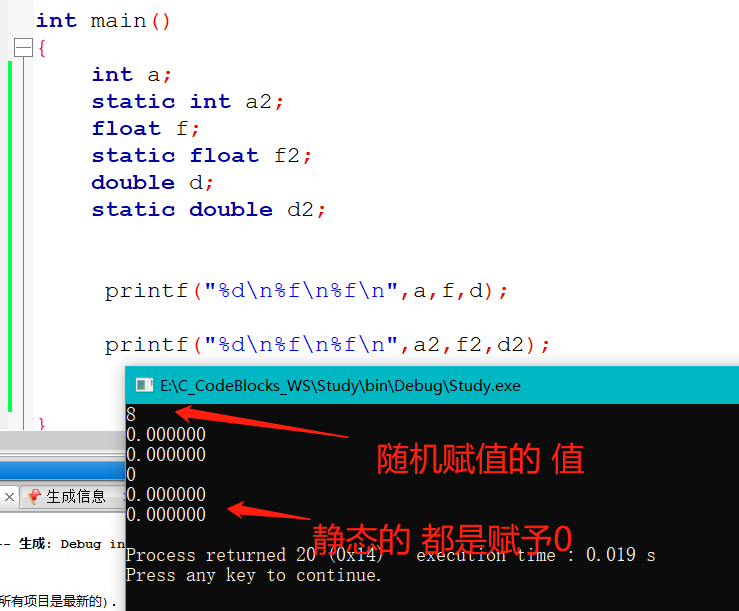 int main()
{
int a;
static int a2;
float f;
static float f2;
double d;
static double d2;
printf("%d\n%f\n%f\n",a,f,d);
printf("%d\n%f\n%f\n",a2,f2,d2);
}
E:\C_CodeBlocks_WS\Study\bin\Debug\Study.exe
8
0.000000
0.000000
0
0.000000
0.000000
随机赋值的 值
静态的 都是赋予0
Process returned 20 (0x14) execution time : 0.019 s
Press any key to continue.
生成信息
-- 生成: Debug in
所有项目是最新的).